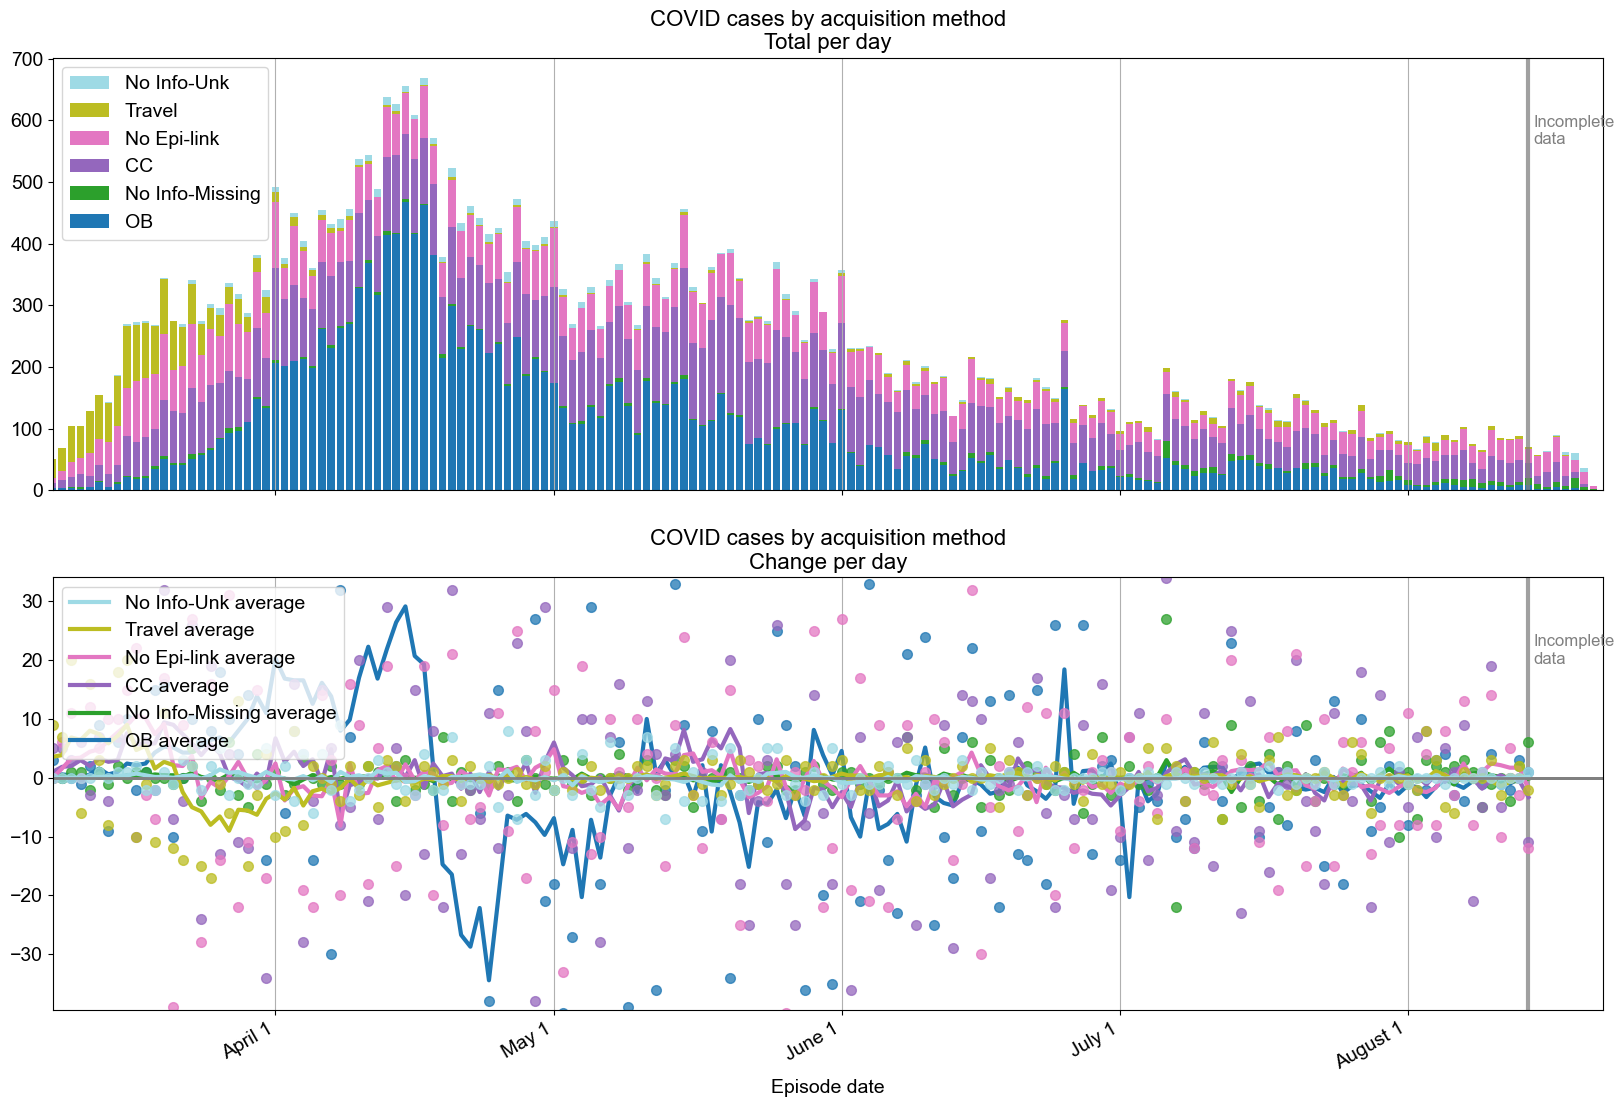 COVID cases by acquisition method
Total per day
700
600
500
400
300
200
100
0
No Info-Unk
Travel
No Epi-link
CC
No Info-Missing
OB
Incomplete
data
COVID cases by acquisition method
Change per day
30
20
10
0
−10
−20
−30
No Info-Unk average
Travel average
No Epi-link average
CC average
No Info-Missing average
OB average
Incomplete
data
April 1
May 1
June 1
July 1
August 1
Episode date